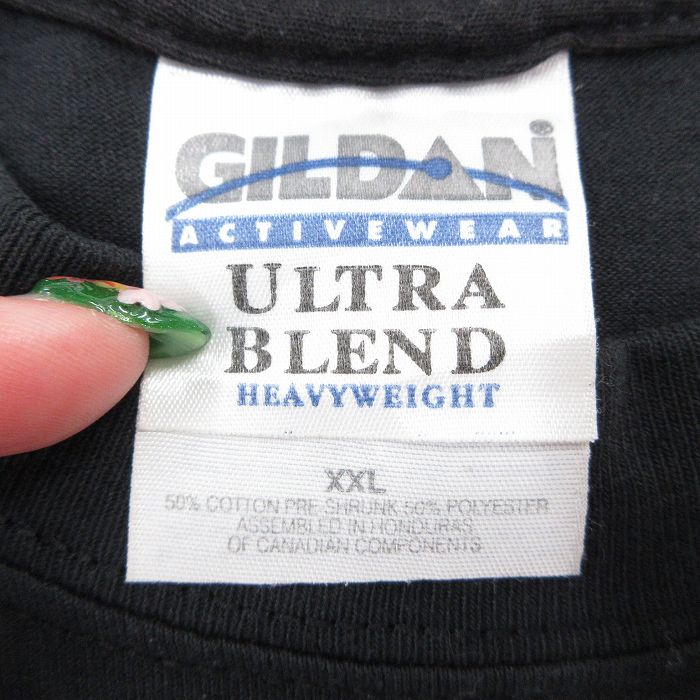 GILDAN®
ACTIVEWEAR
ULTRA
BLEND
HEAVYWEIGHT
XXL
50% COTTON PRE SHRUNK 50% POLYESTER
ASSEMBLED IN HONDURAS
OF CANADIAN COMPONENTS